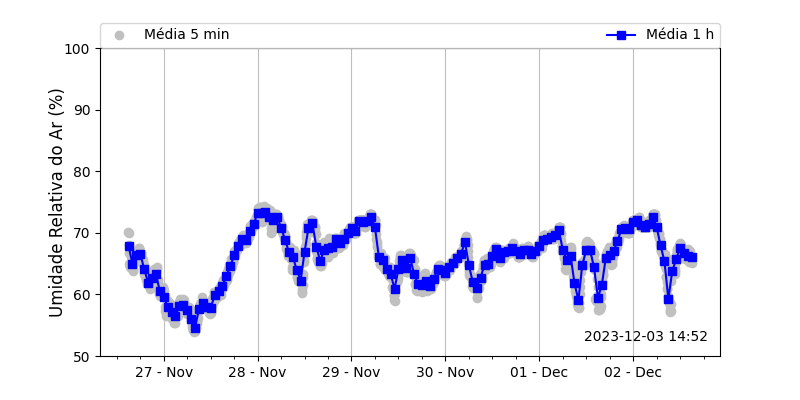 Média 5 min
Média 1 h
Umidade Relativa do Ar (%)
100
90
80
70
60
50
2023-12-03 14:52
27 - Nov
28 - Nov
29 - Nov
30 - Nov
01 - Dec
02 - Dec